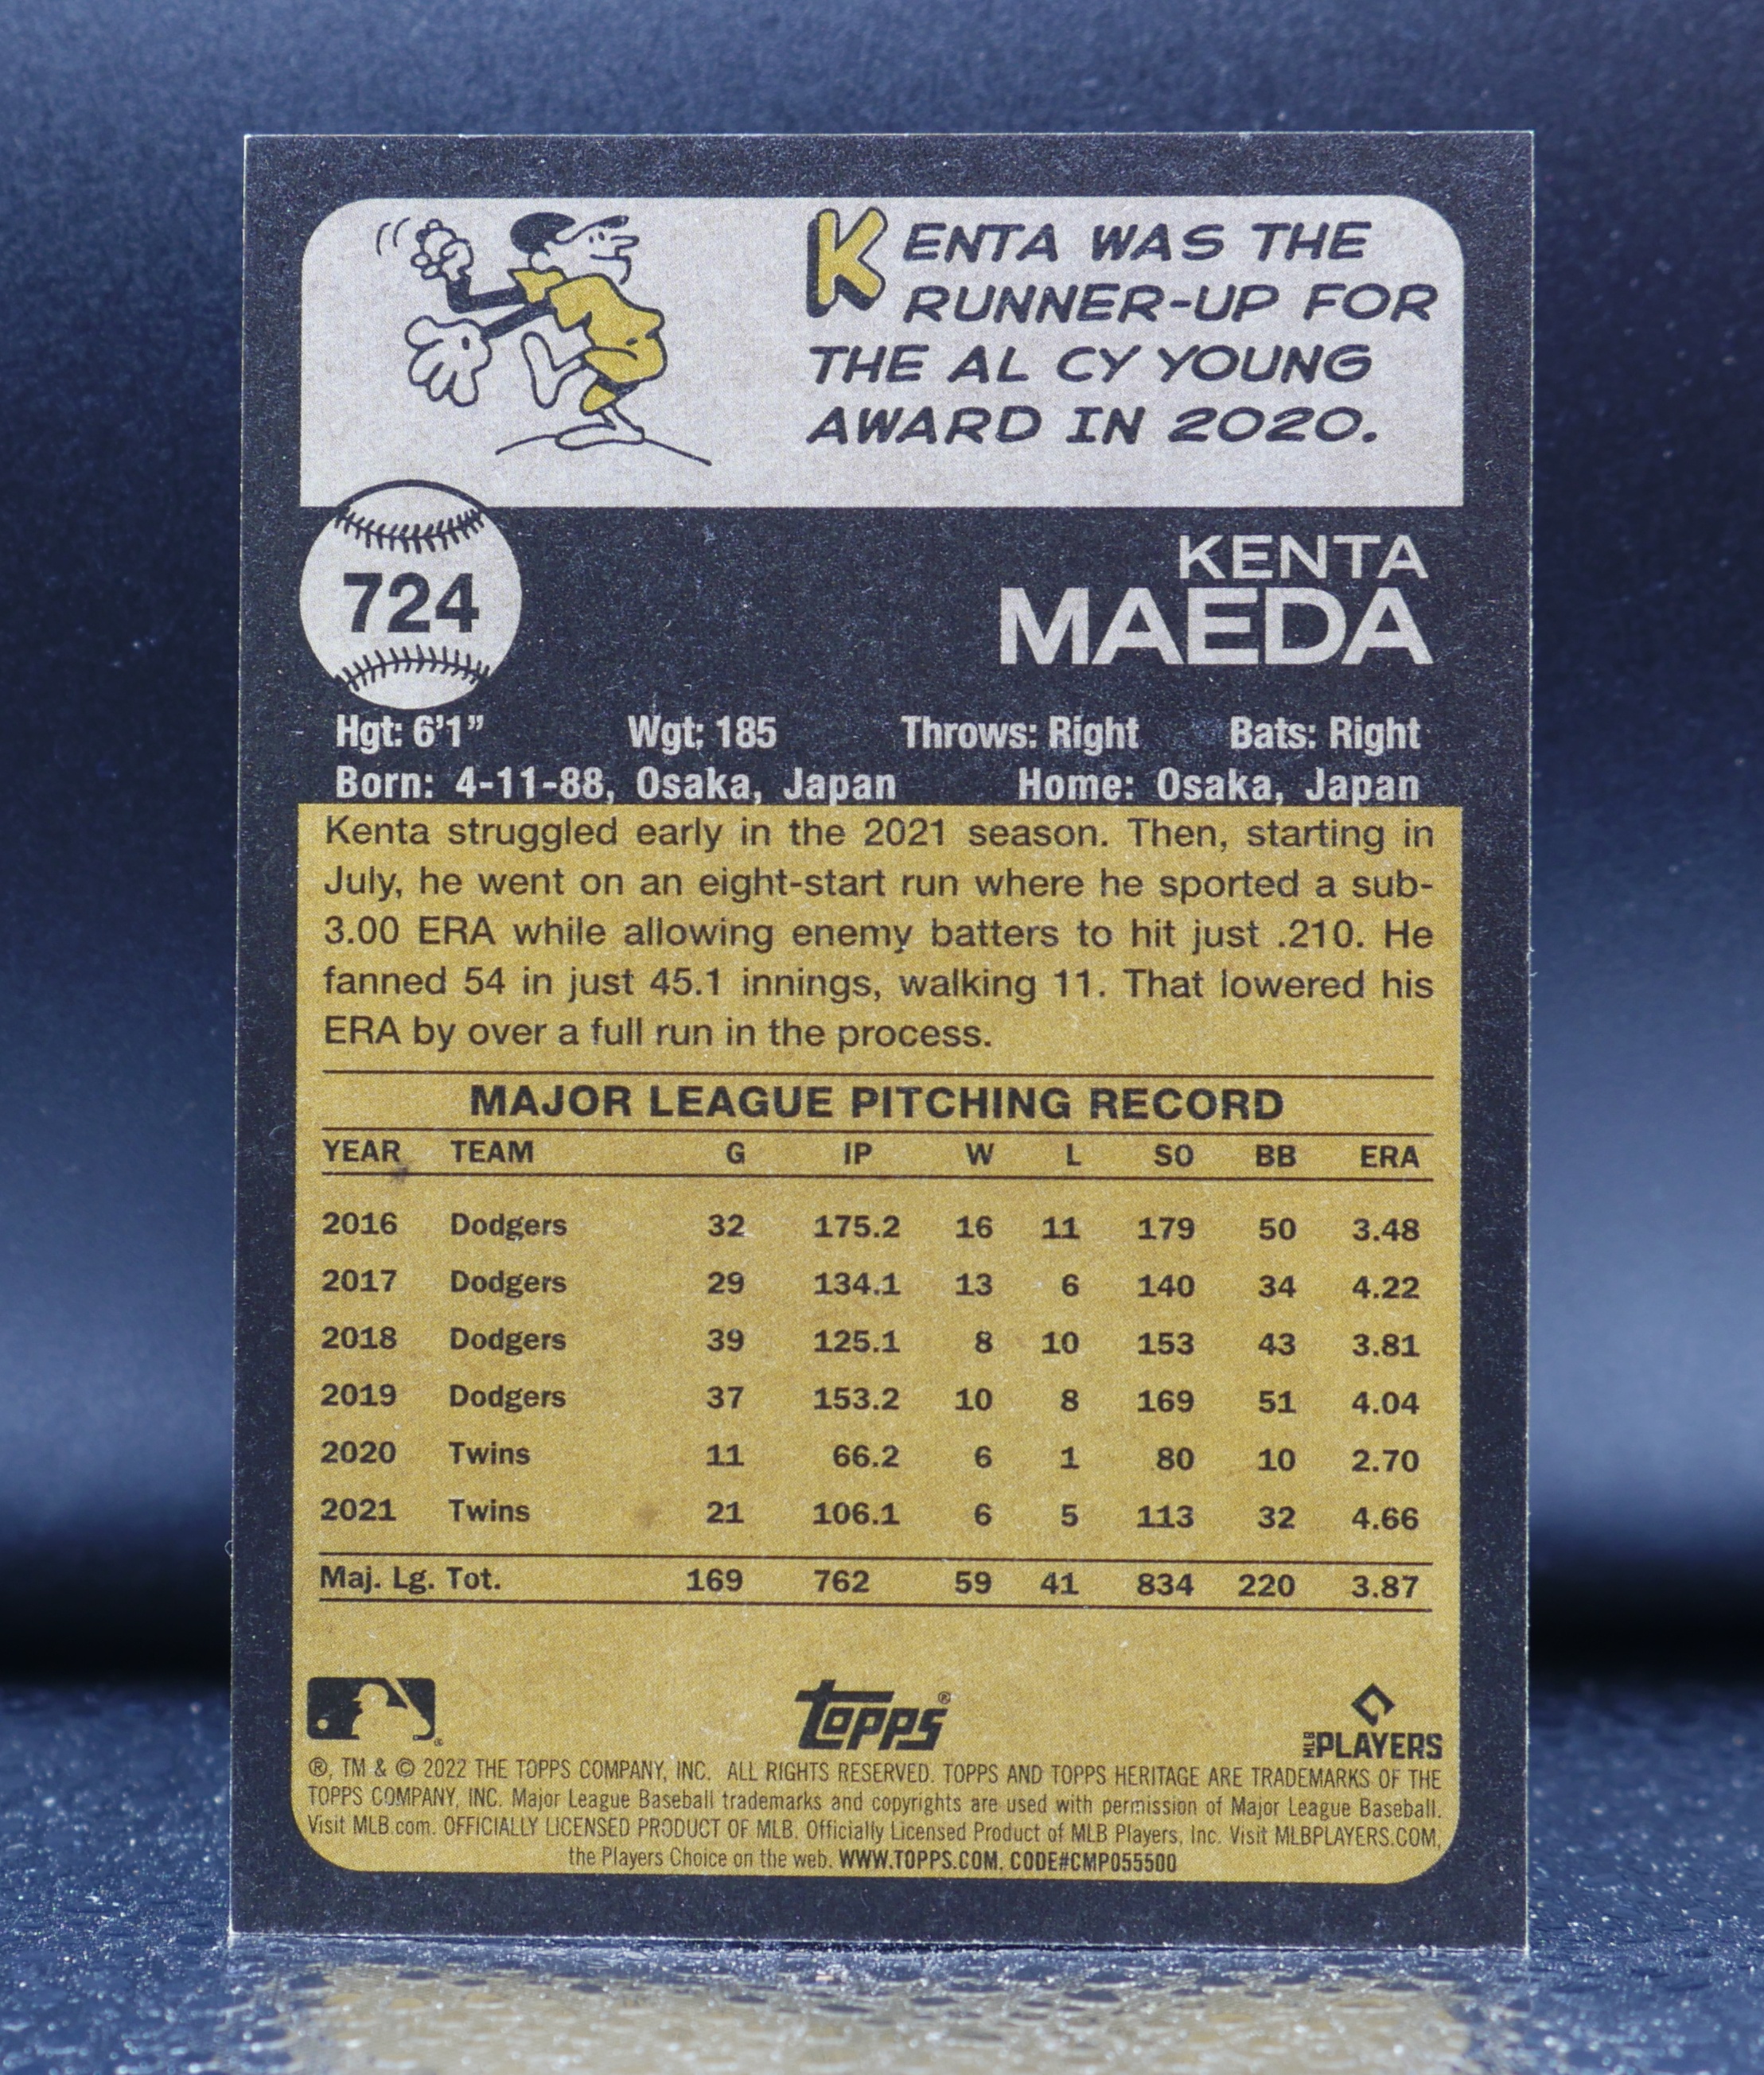 KENTA WAS THE
RUNNER-UP FOR
THE AL CY YOUNG
AWARD IN 2020.
724
KENTA
MAEDA
Hgt: 6'1" Wgt: 185 Throws: Right Bats: Right
Born: 4-11-88, Osaka, Japan Home: Osaka, Japan
Kenta struggled early in the 2021 season. Then, starting in
July, he went on an eight-start run where he sported a sub-
3.00 ERA while allowing enemy batters to hit just .210. He
fanned 54 in just 45.1 innings, walking 11. That lowered his
ERA by over a full run in the process.
MAJOR LEAGUE PITCHING RECORD
YEAR TEAM G IP W L SO BB ERA
2016 Dodgers 32 175.2 16 11 179 50 3.48
2017 Dodgers 29 134.1 13 6 140 34 4.22
2018 Dodgers 39 125.1 8 10 153 43 3.81
2019 Dodgers 37 153.2 10 8 169 51 4.04
2020 Twins 11 66.2 6 1 80 10 2.70
2021 Twins 21 106.1 6 5 113 32 4.66
Maj. Lg. Tot. 169 762 59 41 834 220 3.87
topps®
MLB PLAYERS
®, TM & © 2022 THE TOPPS COMPANY, INC. ALL RIGHTS RESERVED. TOPPS AND TOPPS HERITAGE ARE TRADEMARKS OF THE
TOPPS COMPANY, INC. Major League Baseball trademarks and copyrights are used with permission of Major League Baseball.
Visit MLB.com. OFFICIALLY LICENSED PRODUCT OF MLB. Officially Licensed Product of MLB Players, Inc. Visit MLBPLAYERS.COM,
the Players Choice on the web. WWW.TOPPS.COM. CODE#CMP055500